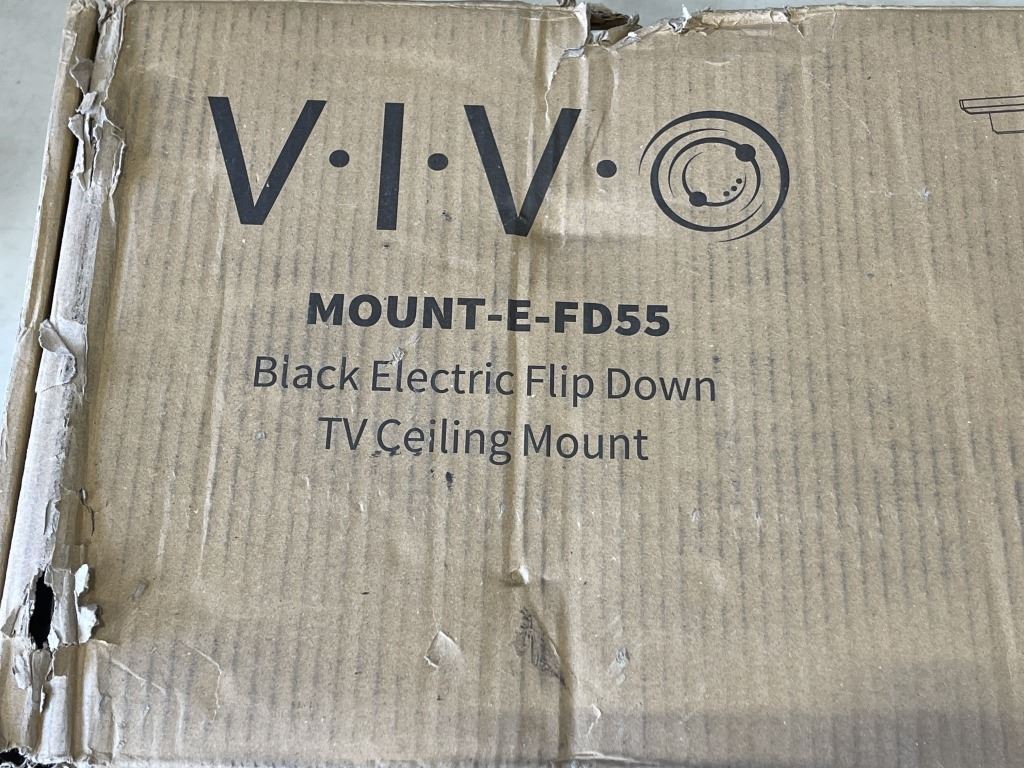 V·I·V·O
MOUNT-E-FD55
Black Electric Flip Down
TV Ceiling Mount